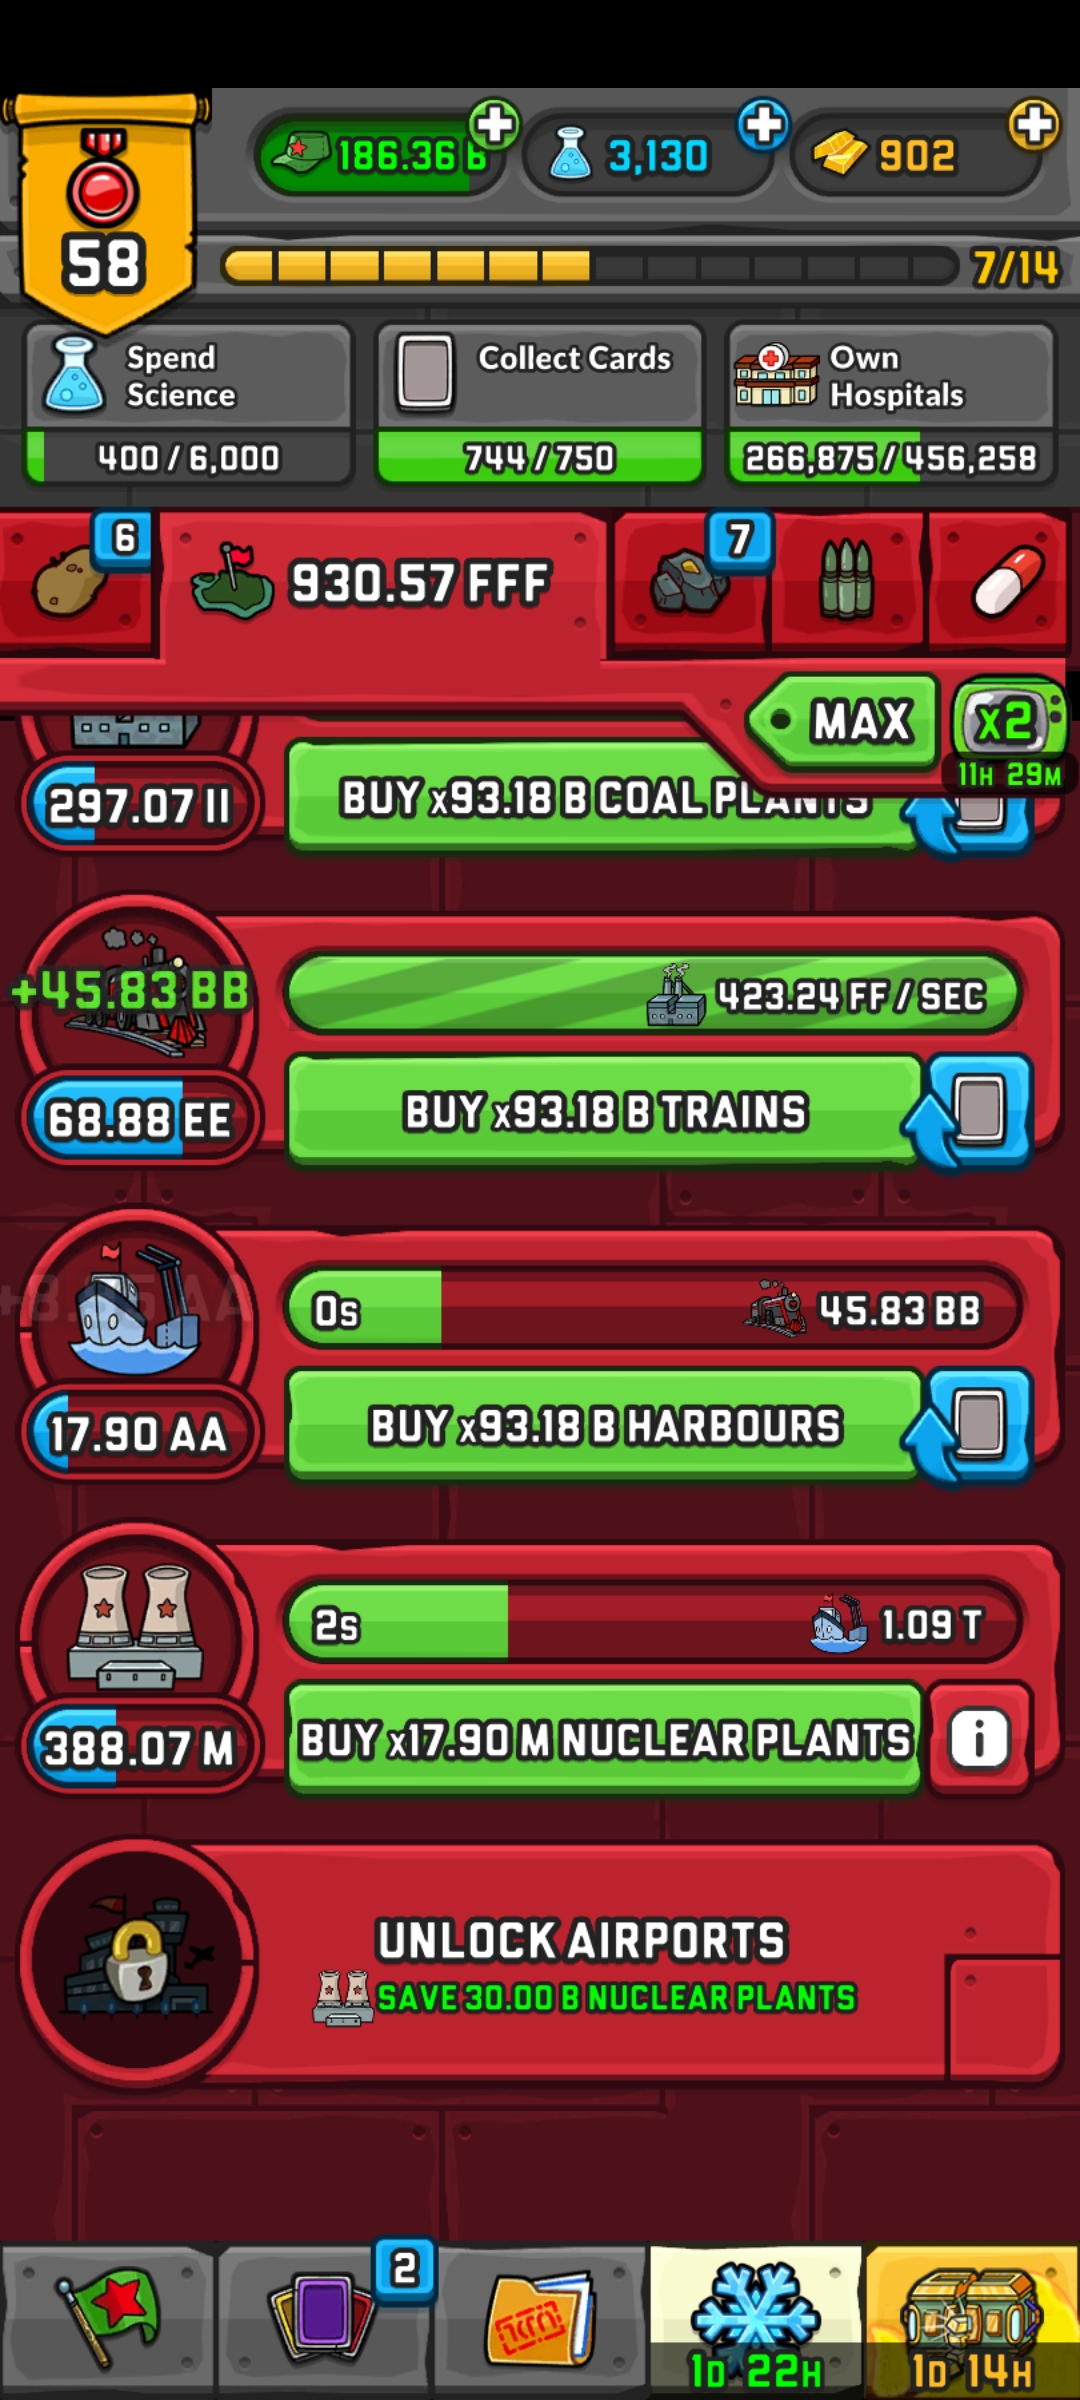 58
186.36 B
3,130
902
7/14
Spend
Science
400 / 6,000
Collect Cards
744 / 750
Own
Hospitals
266,875 / 456,258
6
930.57 FFF
7
MAX
x2
11H 29M
297.07 II
BUY x93.18 B COAL PLANTS
+45.83 BB
423.24 FF / SEC
68.88 EE
BUY x93.18 B TRAINS
0s
45.83 BB
17.90 AA
BUY x93.18 B HARBOURS
2s
1.09 T
388.07 M
BUY x17.90 M NUCLEAR PLANTS
i
UNLOCK AIRPORTS
SAVE 30.00 B NUCLEAR PLANTS
2
1D 22H
1D 14H